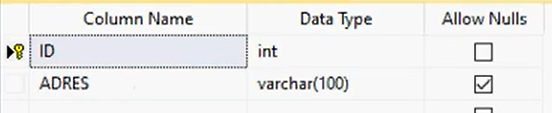 Column Name Data Type Allow Nulls
ID int
ADRES varchar(100)